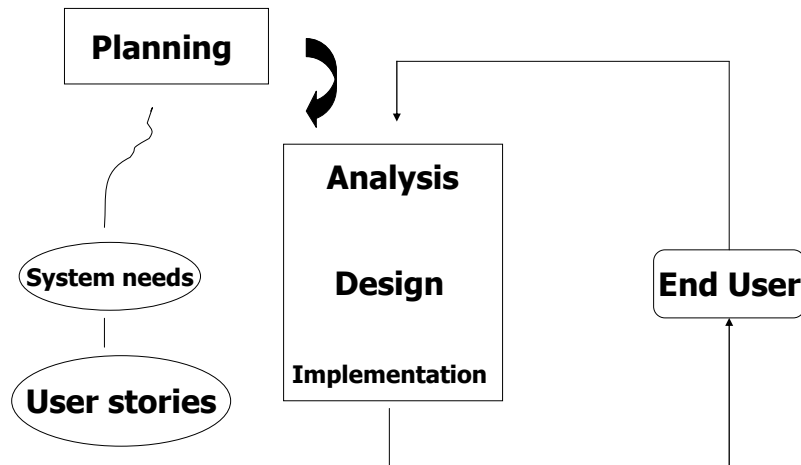 Planning
Analysis
System needs
Design
End User
Implementation
User stories